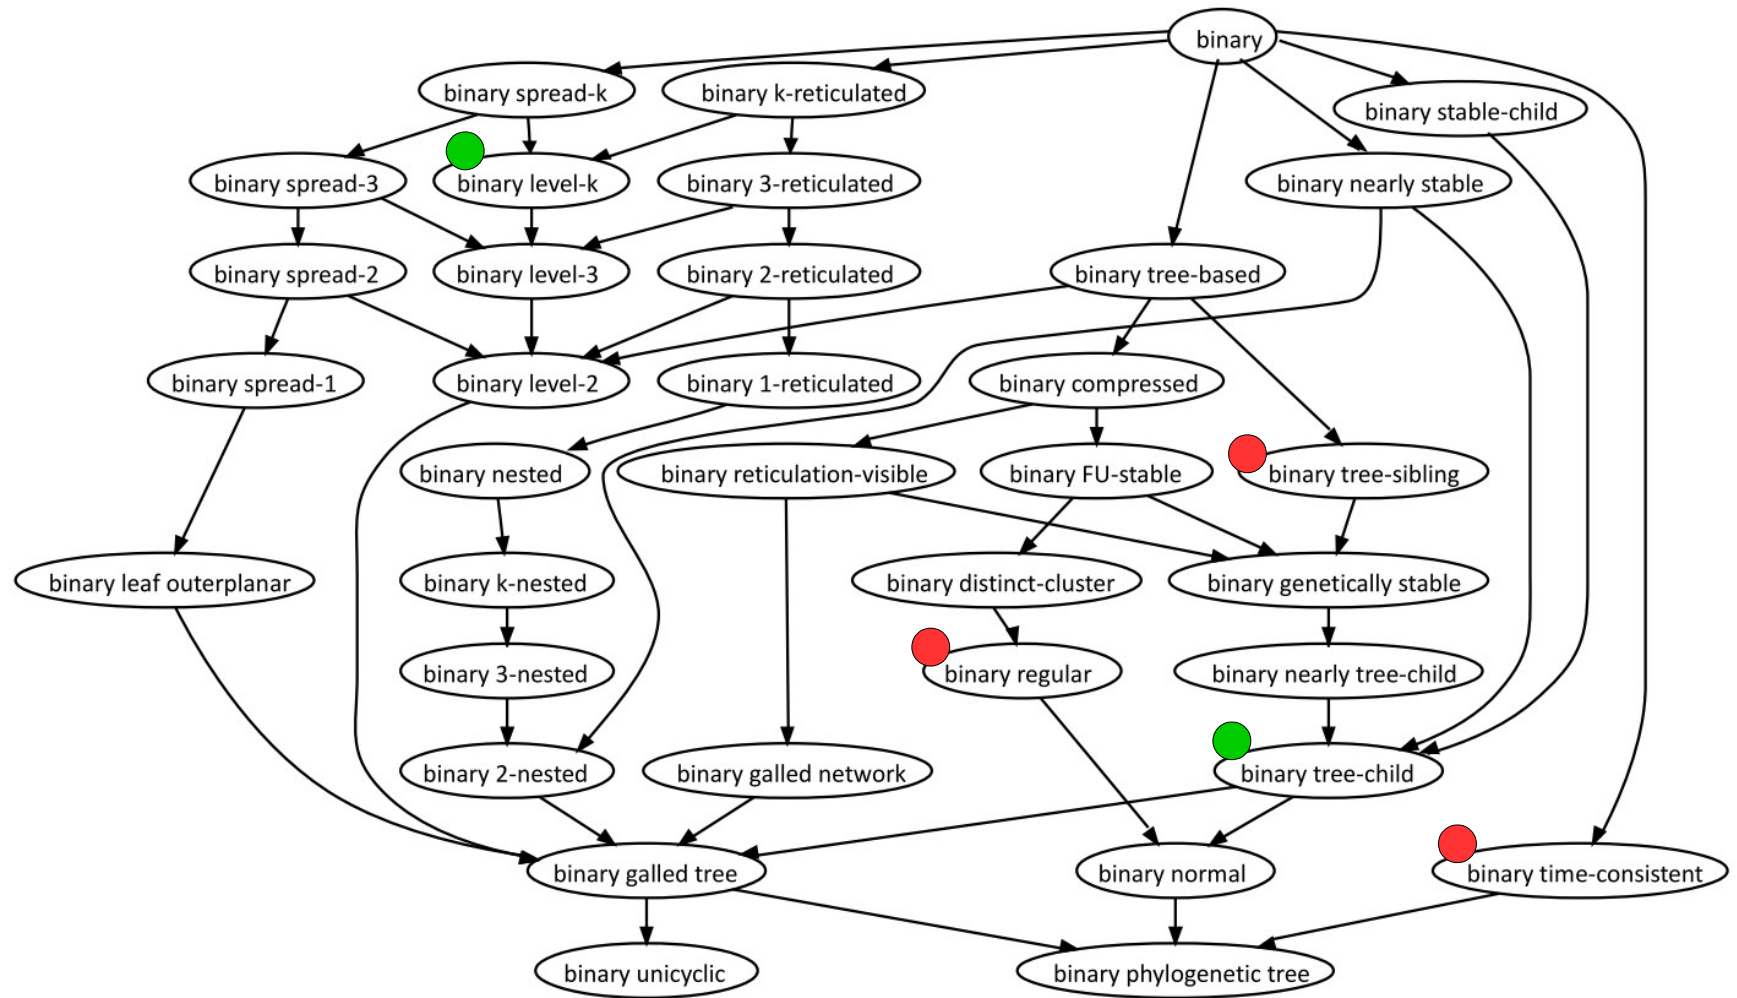 binary
binary spread-k
binary k-reticulated
binary stable-child
binary spread-3
binary level-k
binary 3-reticulated
binary nearly stable
binary spread-2
binary level-3
binary 2-reticulated
binary tree-based
binary spread-1
binary level-2
binary 1-reticulated
binary compressed
binary nested
binary reticulation-visible
binary FU-stable
binary tree-sibling
binary leaf outerplanar
binary k-nested
binary distinct-cluster
binary genetically stable
binary 3-nested
binary regular
binary nearly tree-child
binary 2-nested
binary galled network
binary tree-child
binary galled tree
binary normal
binary time-consistent
binary unicyclic
binary phylogenetic tree